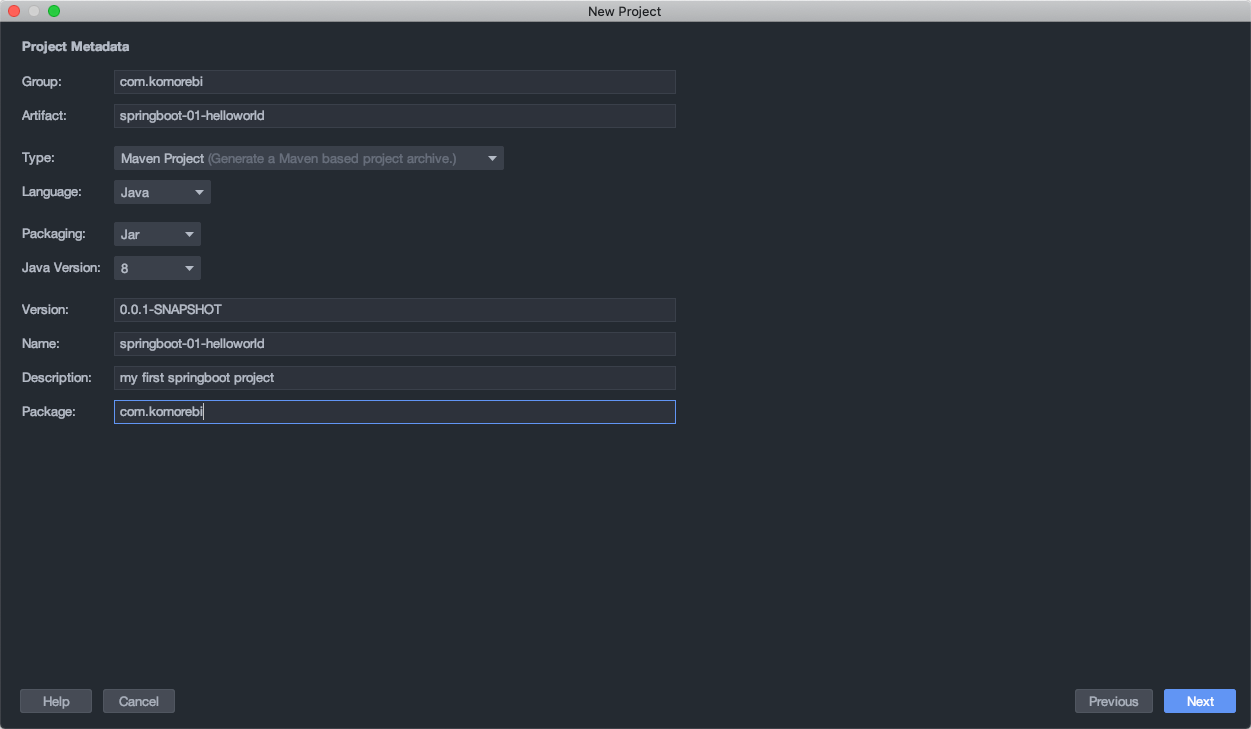 New Project
Project Metadata
Group: com.komorebi
Artifact: springboot-01-helloworld
Type: Maven Project (Generate a Maven based project archive.)
Language: Java
Packaging: Jar
Java Version: 8
Version: 0.0.1-SNAPSHOT
Name: springboot-01-helloworld
Description: my first springboot project
Package: com.komorebi
Help Cancel Previous Next